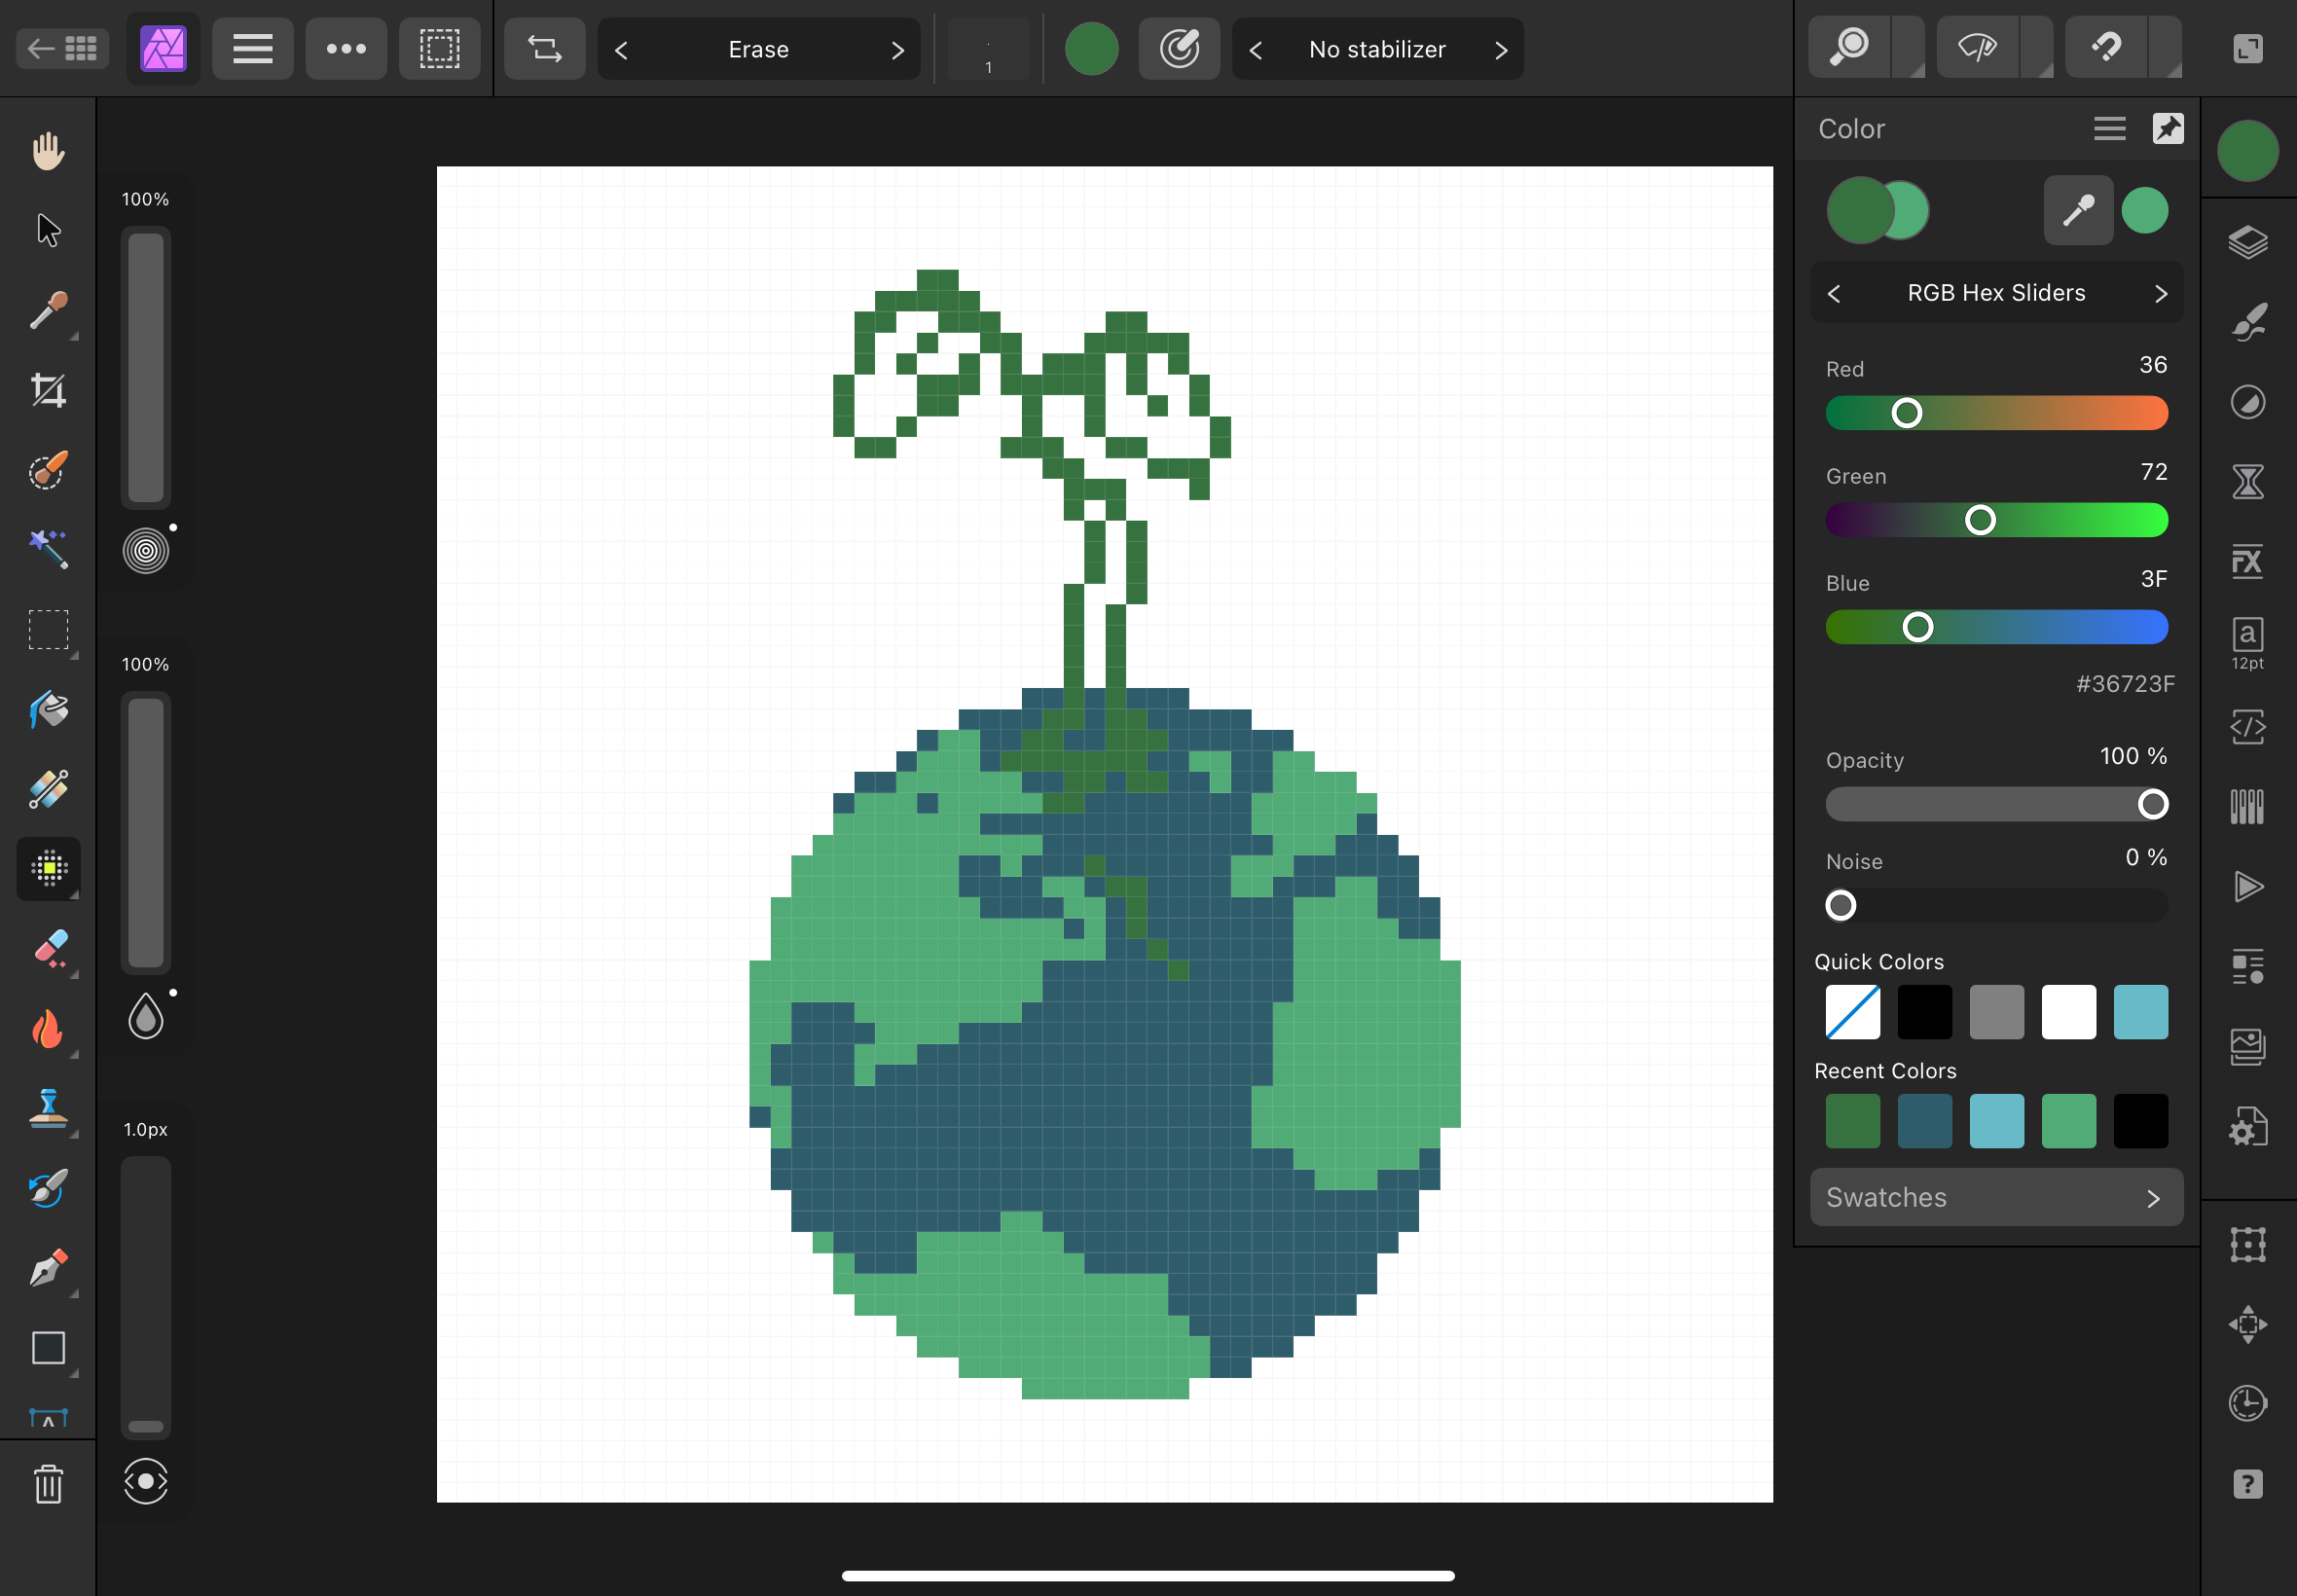 Erase
1
No stabilizer
Color
100%
RGB Hex Sliders
Red 36
Green 72
Blue 3F
a
12pt
FX
#36723F
100%
Opacity 100 %
Noise 0 %
Quick Colors
Recent Colors
1.0px
Swatches
A
?